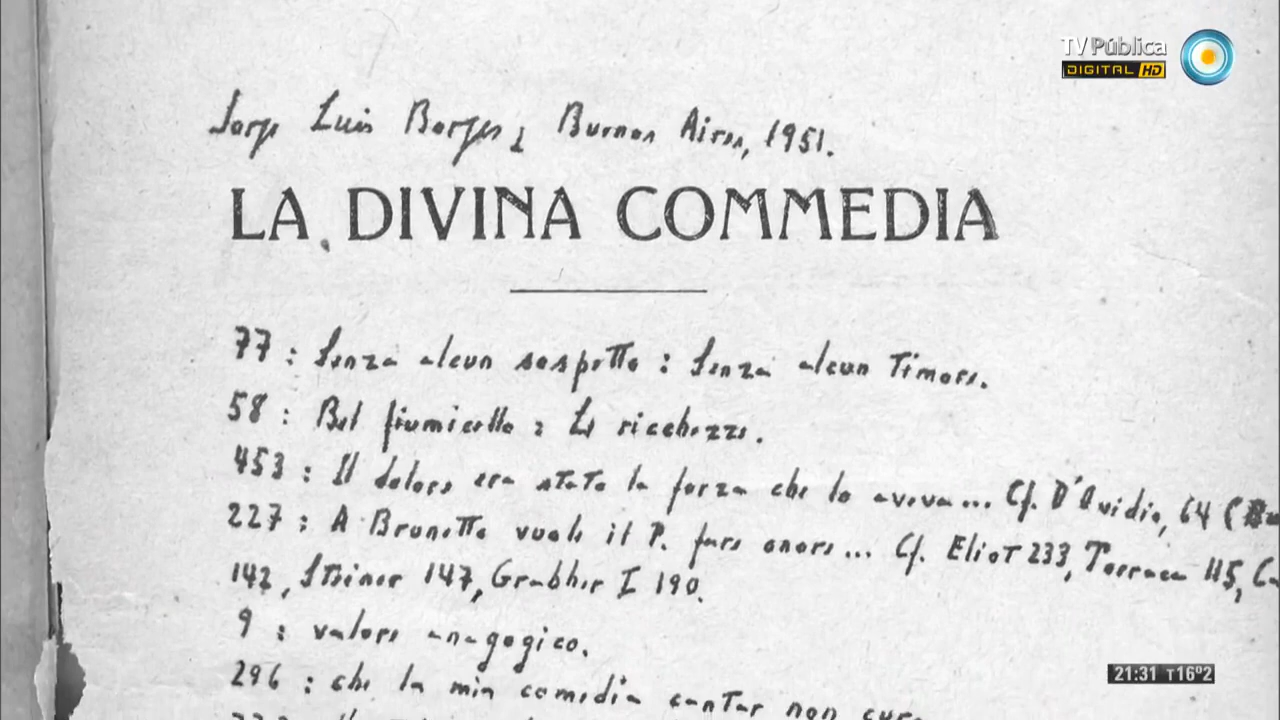 TV Pública
DIGITAL HD
Jorge Luis Borges, Buenos Aires, 1951.
LA DIVINA COMMEDIA
77 : Senza alcun sospetto : Senza alcun timore.
58 : Bel fiumicello : Le ricchezze.
453 : Il dolore era stato la forza che lo aveva... Cf. D'Ovidio, 64 (
227 : A Brunetto vuole il P. fare onore... Cf. Eliot 233, Torraca 115,
142, Steiner 147, Grabher I 190.
9 : valore anagogico.
296 : che la mia comedia cantar non cura
21:31 T16º2